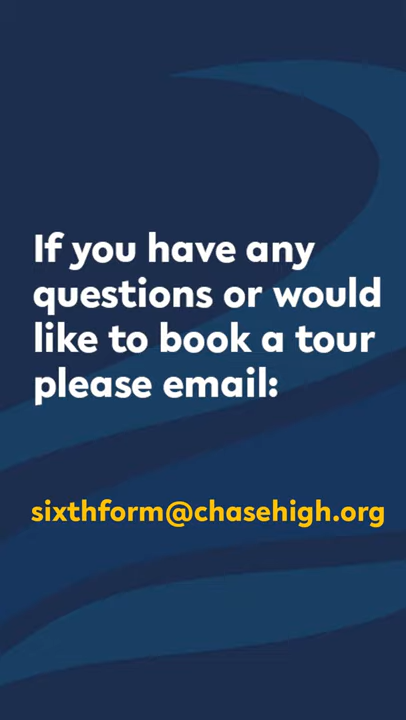 If you have any
questions or would
like to book a tour
please email:
sixthform@chasehigh.org